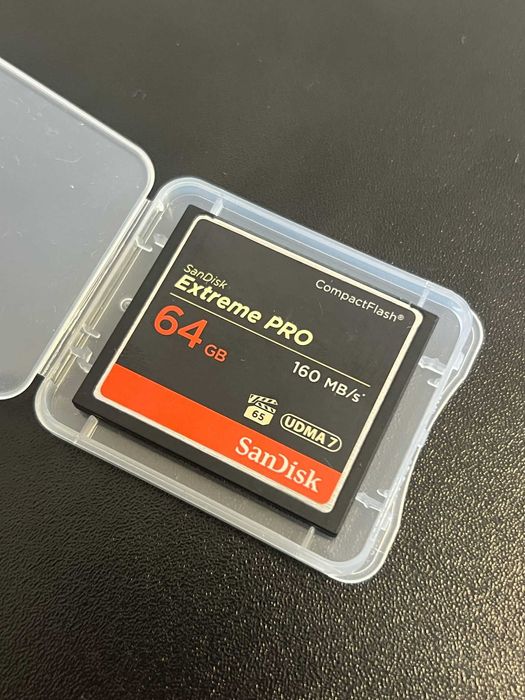 SanDisk
Extreme PRO
CompactFlash®
64 GB
160 MB/s*
65
UDMA 7
SanDisk